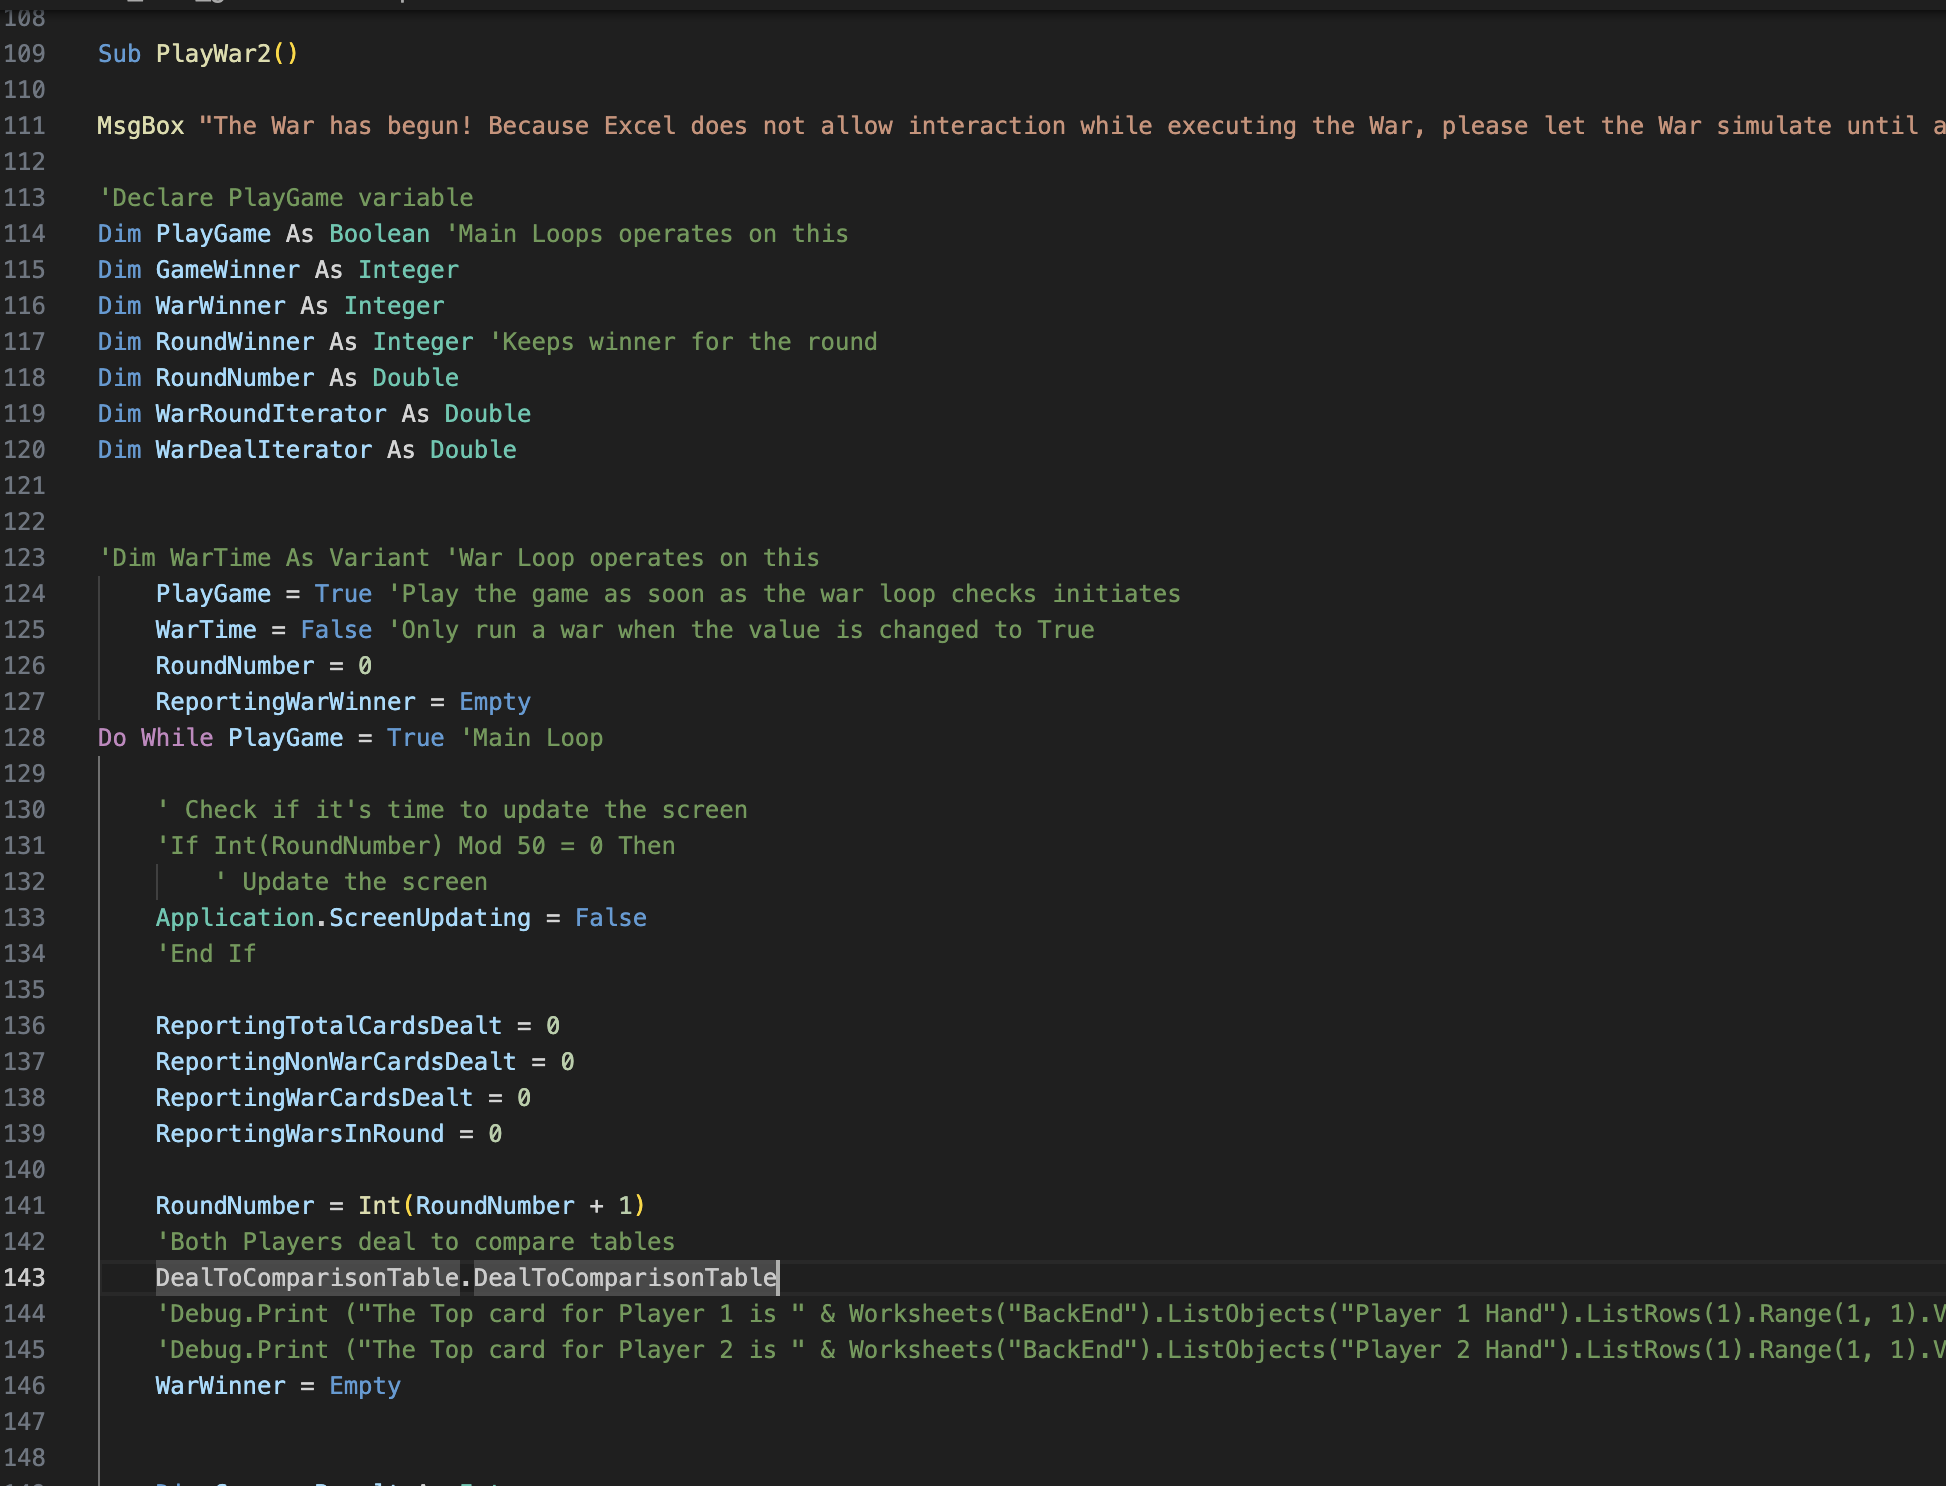 108
109 Sub PlayWar2()
110
111 MsgBox "The War has begun! Because Excel does not allow interaction while executing the War, please let the War simulate until a
112
113 'Declare PlayGame variable
114 Dim PlayGame As Boolean 'Main Loops operates on this
115 Dim GameWinner As Integer
116 Dim WarWinner As Integer
117 Dim RoundWinner As Integer 'Keeps winner for the round
118 Dim RoundNumber As Double
119 Dim WarRoundIterator As Double
120 Dim WarDealIterator As Double
121
122
123 'Dim WarTime As Variant 'War Loop operates on this
124 PlayGame = True 'Play the game as soon as the war loop checks initiates
125 WarTime = False 'Only run a war when the value is changed to True
126 RoundNumber = 0
127 ReportingWarWinner = Empty
128 Do While PlayGame = True 'Main Loop
129
130 ' Check if it's time to update the screen
131 'If Int(RoundNumber) Mod 50 = 0 Then
132 ' Update the screen
133 Application.ScreenUpdating = False
134 'End If
135
136 ReportingTotalCardsDealt = 0
137 ReportingNonWarCardsDealt = 0
138 ReportingWarCardsDealt = 0
139 ReportingWarsInRound = 0
140
141 RoundNumber = Int(RoundNumber + 1)
142 'Both Players deal to compare tables
143 DealToComparisonTable.DealToComparisonTable
144 'Debug.Print ("The Top card for Player 1 is " & Worksheets("BackEnd").ListObjects("Player 1 Hand").ListRows(1).Range(1, 1).V
145 'Debug.Print ("The Top card for Player 2 is " & Worksheets("BackEnd").ListObjects("Player 2 Hand").ListRows(1).Range(1, 1).V
146 WarWinner = Empty
147
148